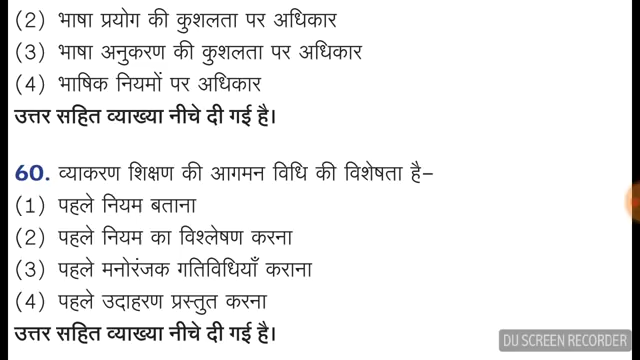 (2) भाषा प्रयोग की कुशलता पर अधिकार
(3) भाषा अनुकरण की कुशलता पर अधिकार
(4) भाषिक नियमों पर अधिकार
उत्तर सहित व्याख्या नीचे दी गई है।
60. व्याकरण शिक्षण की आगमन विधि की विशेषता है–
(1) पहले नियम बताना
(2) पहले नियम का विश्लेषण करना
(3) पहले मनोरंजक गतिविधियाँ कराना
(4) पहले उदाहरण प्रस्तुत करना
उत्तर सहित व्याख्या नीचे दी गई है।
DU SCREEN RECORDER